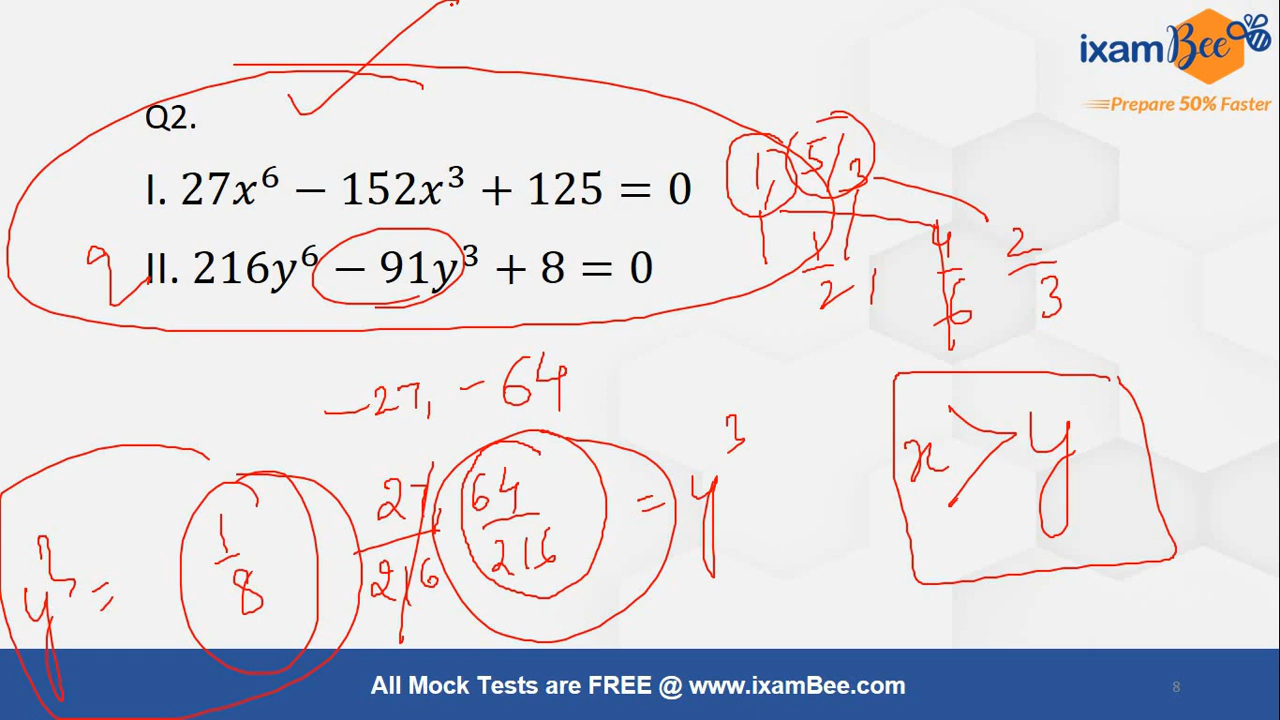 ixamBee
Prepare 50% Faster
Q2.
I. 27x⁶ − 152x³ + 125 = 0
1, 5/3
II. 216y⁶ − 91y³ + 8 = 0
1/2
4/6
2/3
−27, −64
x > y
y³ = 1/8
27/216
64/216 = y³
All Mock Tests are FREE @ www.ixamBee.com
8